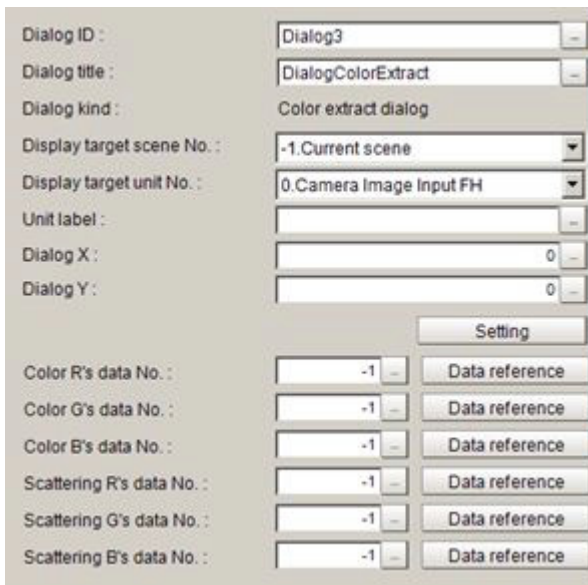 Dialog ID : Dialog3 ...
Dialog title : DialogColorExtract ...
Dialog kind : Color extract dialog
Display target scene No. : -1.Current scene
Display target unit No. : 0.Camera Image Input FH
Unit label : ...
Dialog X : 0 ...
Dialog Y : 0 ...
Setting
Color R's data No. : -1 ... Data reference
Color G's data No. : -1 ... Data reference
Color B's data No. : -1 ... Data reference
Scattering R's data No. : -1 ... Data reference
Scattering G's data No. : -1 ... Data reference
Scattering B's data No. : -1 ... Data reference